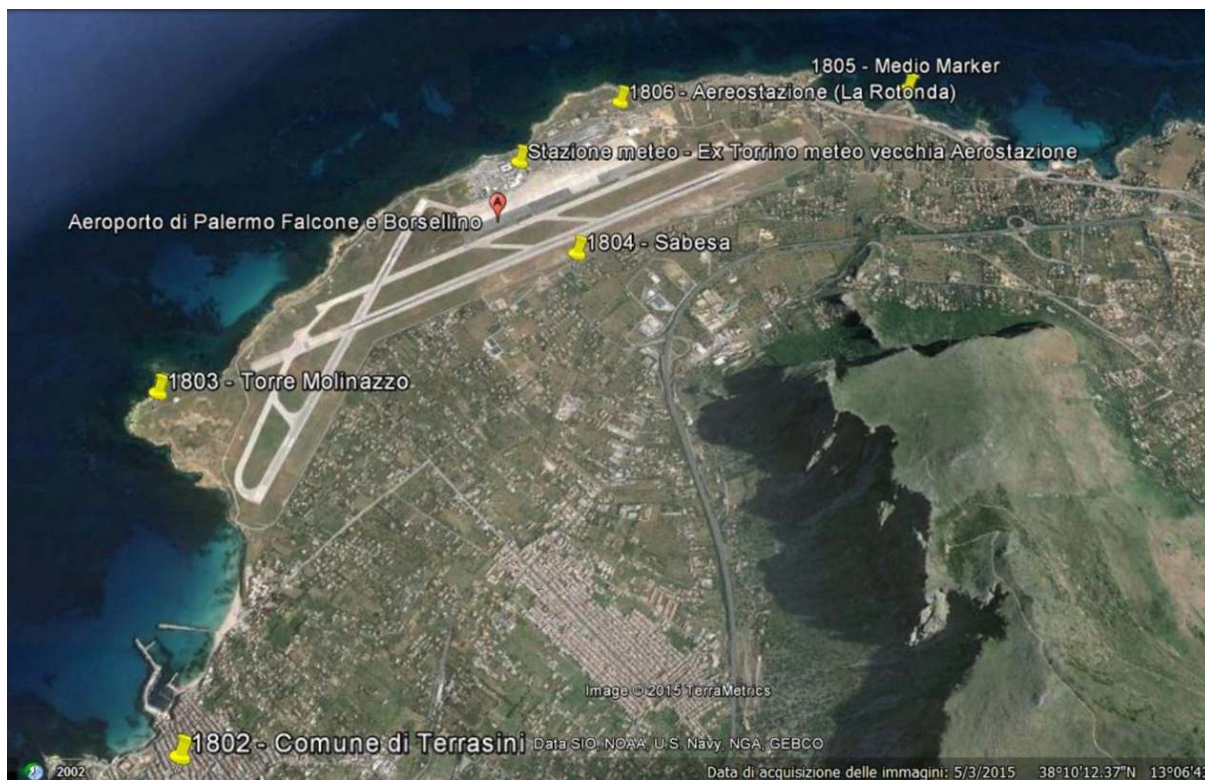 1805 - Medio Marker
1806 - Aereostazione (La Rotonda)
Stazione meteo - Ex Torrino meteo vecchia Aerostazione
A
Aeroporto di Palermo Falcone e Borsellino
1804 - Sabesa
1803 - Torre Molinazzo
Image © 2015 TerraMetrics
1802 - Comune di Terrasini
Data SIO, NOAA, U.S. Navy, NGA, GEBCO
2002
Data di acquisizione delle immagini: 5/3/2015 38°10'12.37"N